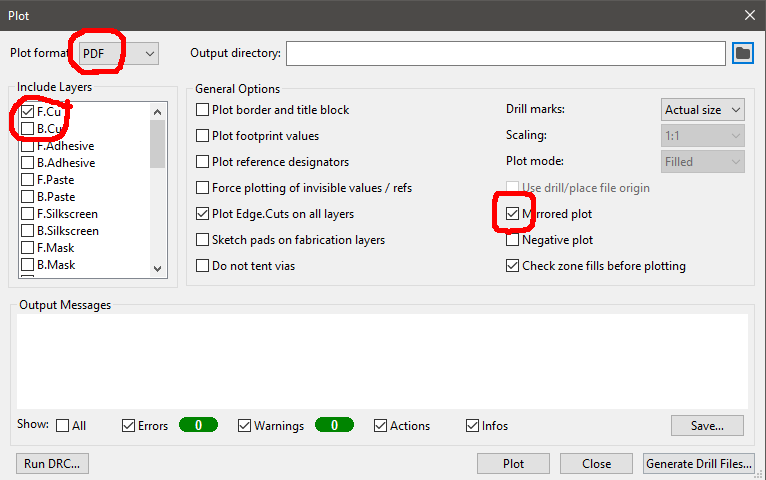 Plot
Plot format: PDF Output directory:
Include Layers General Options
F.Cu
B.Cu
F.Adhesive
B.Adhesive
F.Paste
B.Paste
F.Silkscreen
B.Silkscreen
F.Mask
B.Mask
Plot border and title block
Plot footprint values
Plot reference designators
Force plotting of invisible values / refs
Plot Edge.Cuts on all layers
Sketch pads on fabrication layers
Do not tent vias
Drill marks: Actual size
Scaling: 1:1
Plot mode: Filled
Use drill/place file origin
Mirrored plot
Negative plot
Check zone fills before plotting
Output Messages
Show: All Errors 0 Warnings 0 Actions Infos Save...
Run DRC... Plot Close Generate Drill Files...